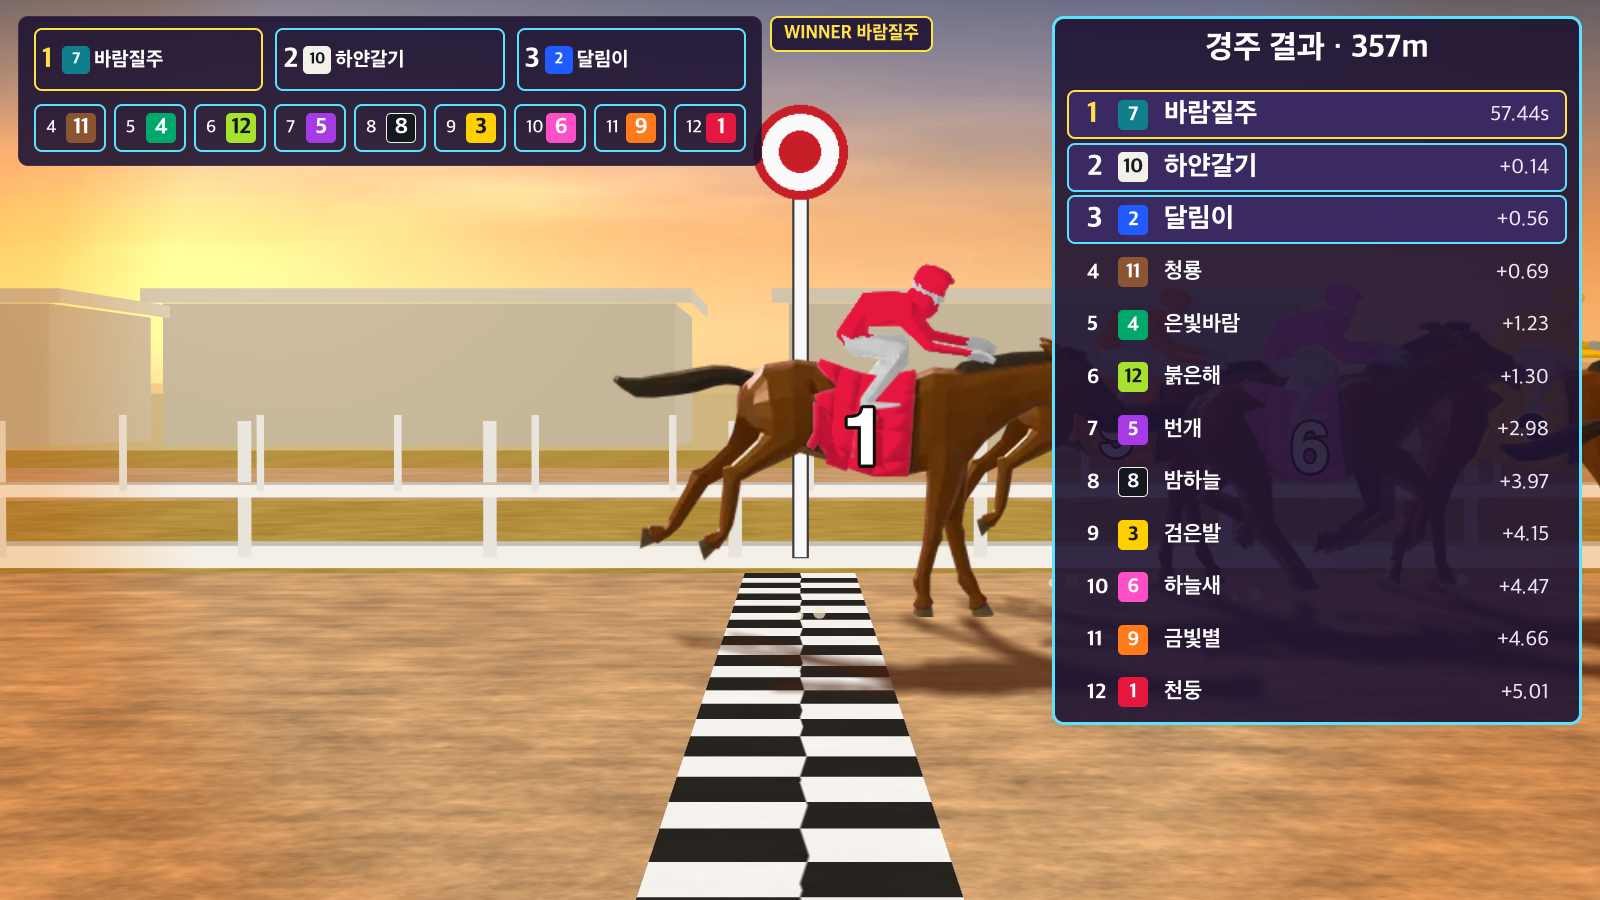 1 7 바람질주
2 10 하얀갈기
3 2 달림이
4 11 5 4 6 12 7 5 8 8 9 3 10 6 11 9 12 1
WINNER 바람질주
1
6
경주 결과 · 357m
1 7 바람질주 57.44s
2 10 하얀갈기 +0.14
3 2 달림이 +0.56
4 11 청룡 +0.69
5 4 은빛바람 +1.23
6 12 붉은해 +1.30
7 5 번개 +2.98
8 8 밤하늘 +3.97
9 3 검은발 +4.15
10 6 하늘새 +4.47
11 9 금빛별 +4.66
12 1 천둥 +5.01